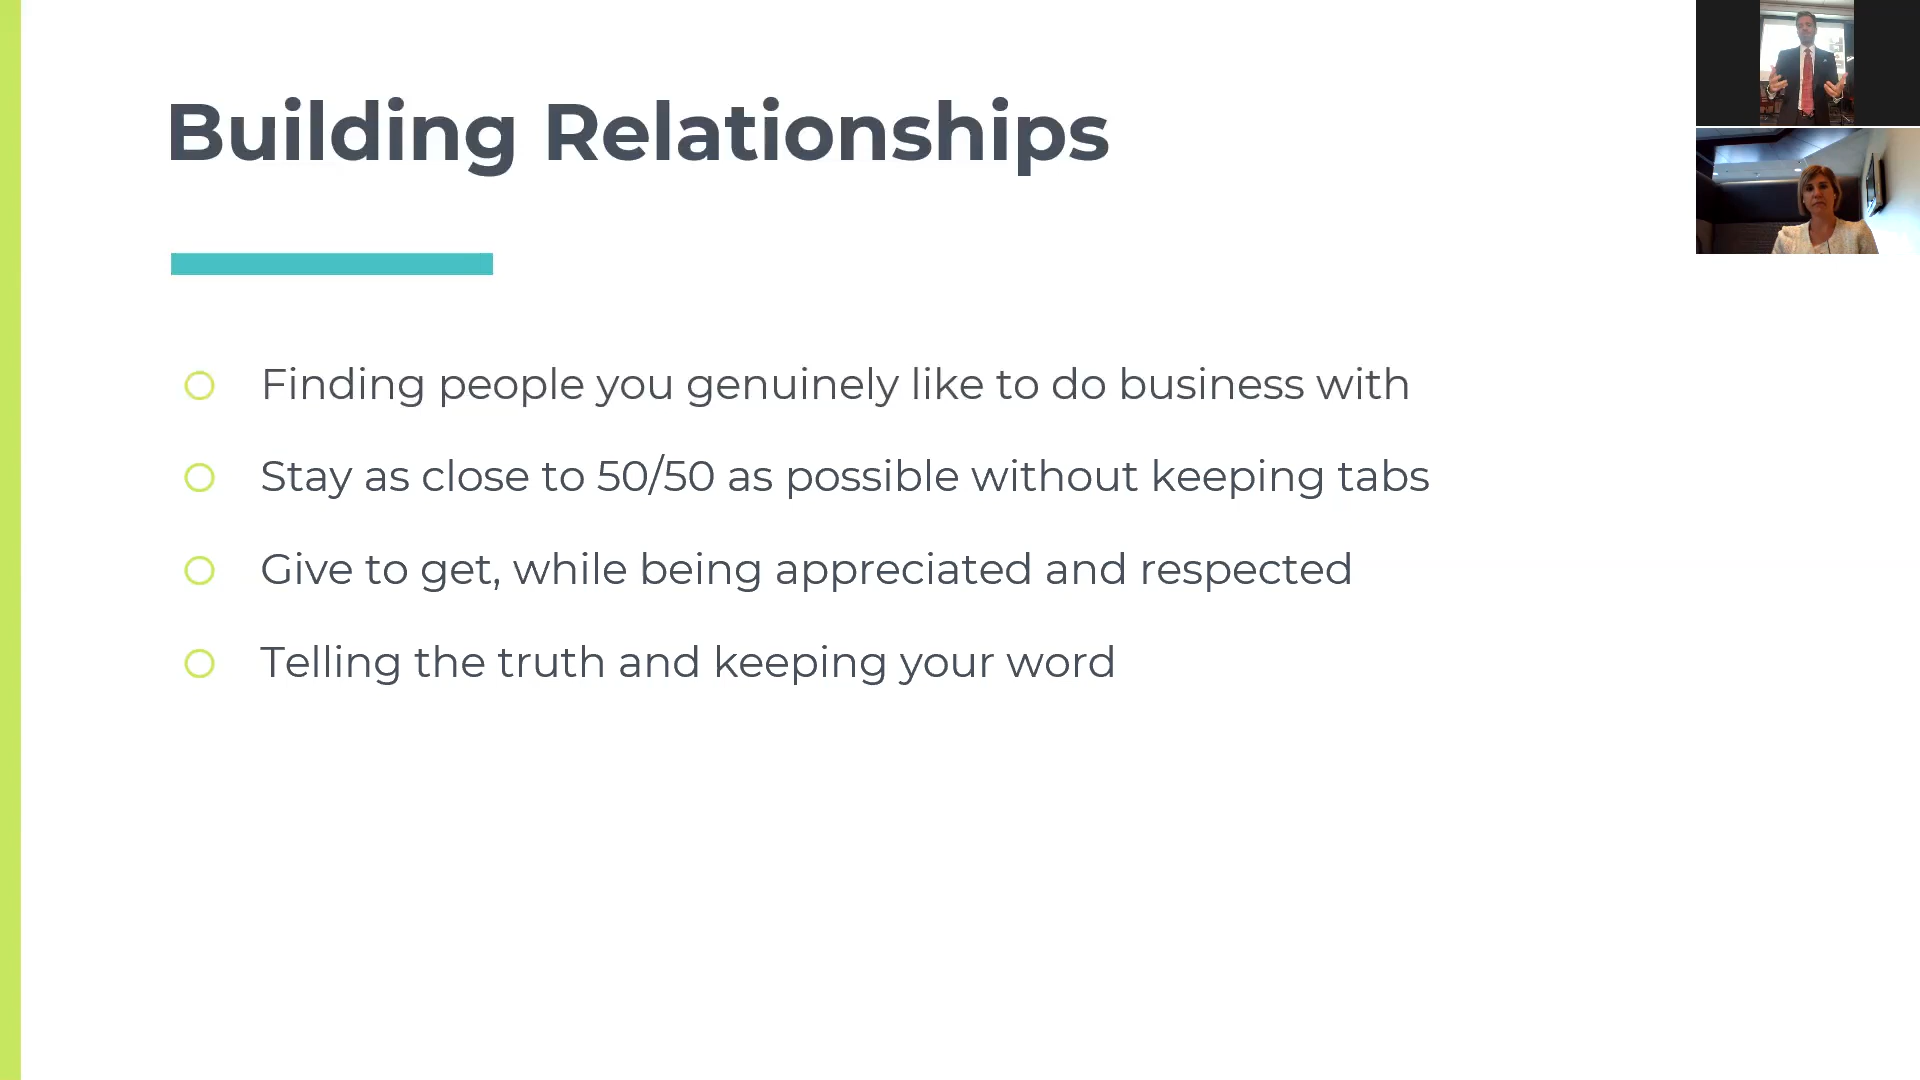 Building Relationships
Finding people you genuinely like to do business with
Stay as close to 50/50 as possible without keeping tabs
Give to get, while being appreciated and respected
Telling the truth and keeping your word